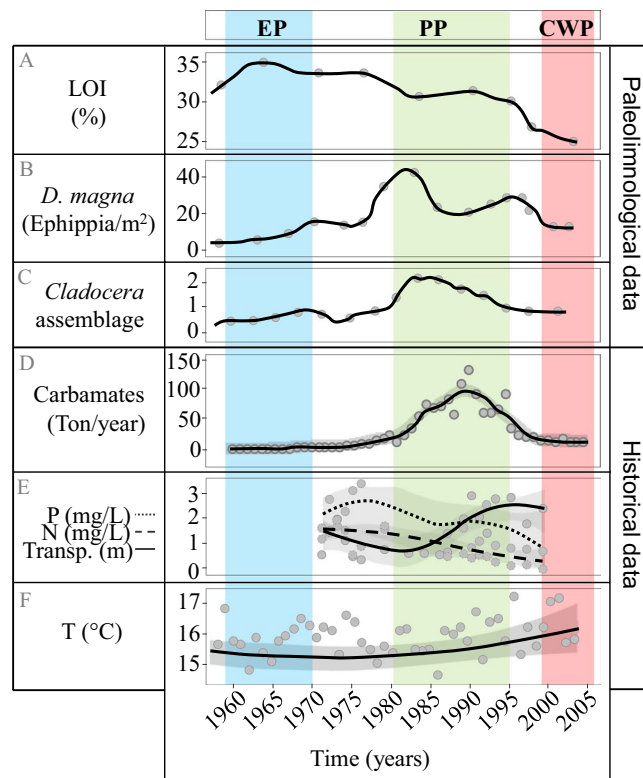 EP PP CWP
A
LOI
(%)
35
30
25
B
D. magna
(Ephippia/m²)
40
20
0
C
Cladocera
assemblage
2
1
0
Paleolimnological data
D
Carbamates
(Ton/year)
150
100
50
0
E
P (mg/L)
N (mg/L)
Transp. (m)
3
2
1
0
F
T (°C)
17
16
15
Historical data
1960 1965 1970 1975 1980 1985 1990 1995 2000 2005
Time (years)